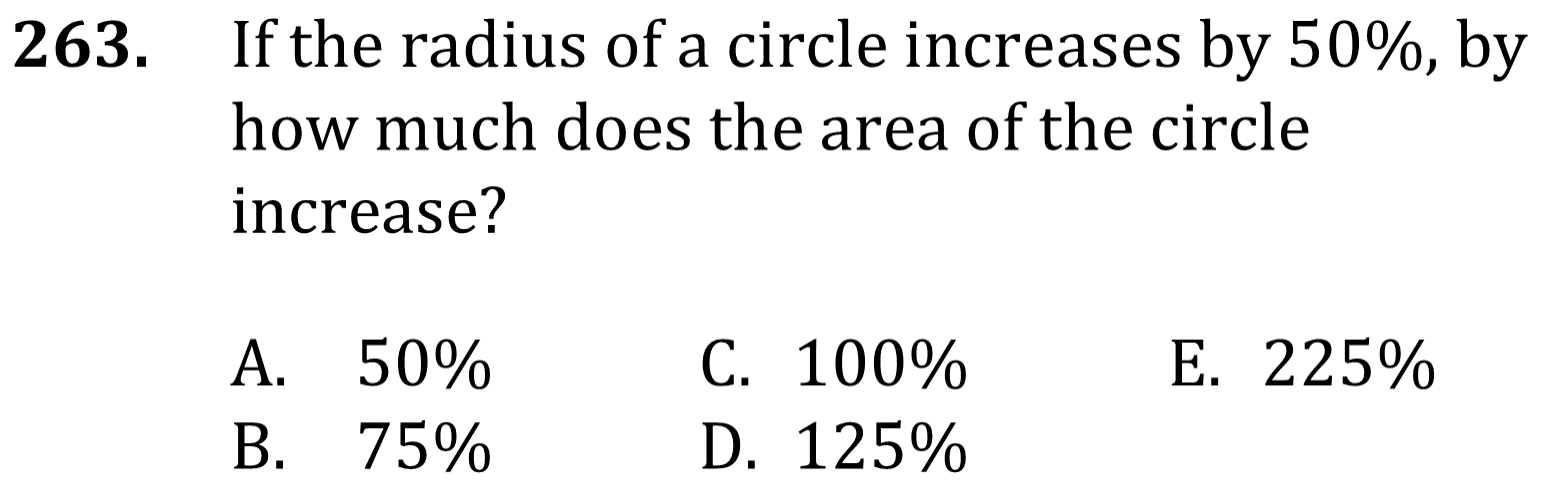 263. If the radius of a circle increases by 50%, by
how much does the area of the circle
increase?
A. 50% C. 100% E. 225%
B. 75% D. 125%